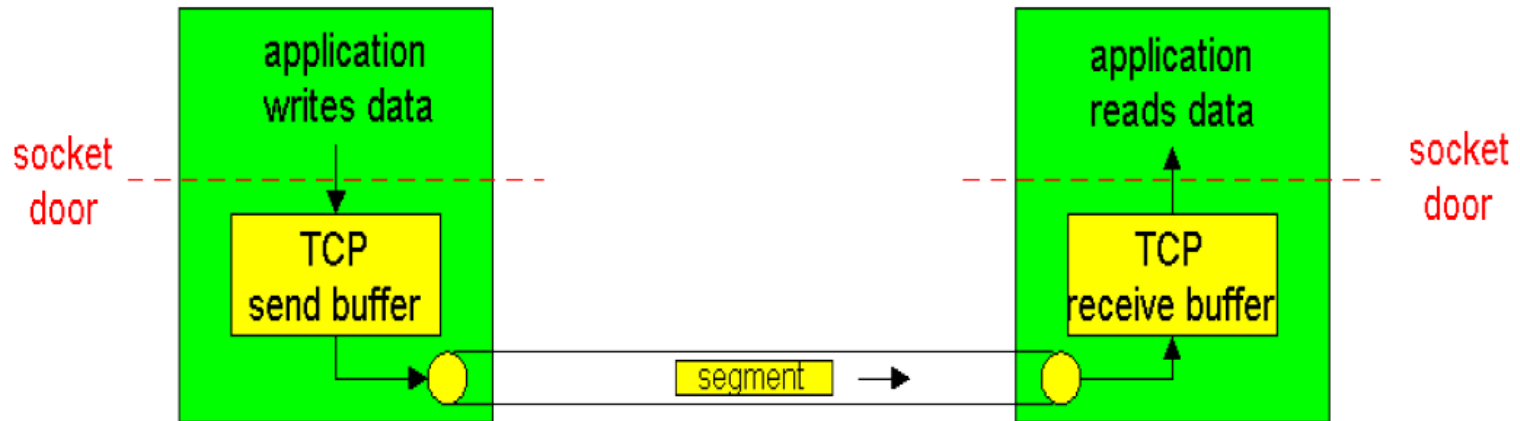 application
writes data
socket
door
TCP
send buffer
segment
application
reads data
socket
door
TCP
receive buffer